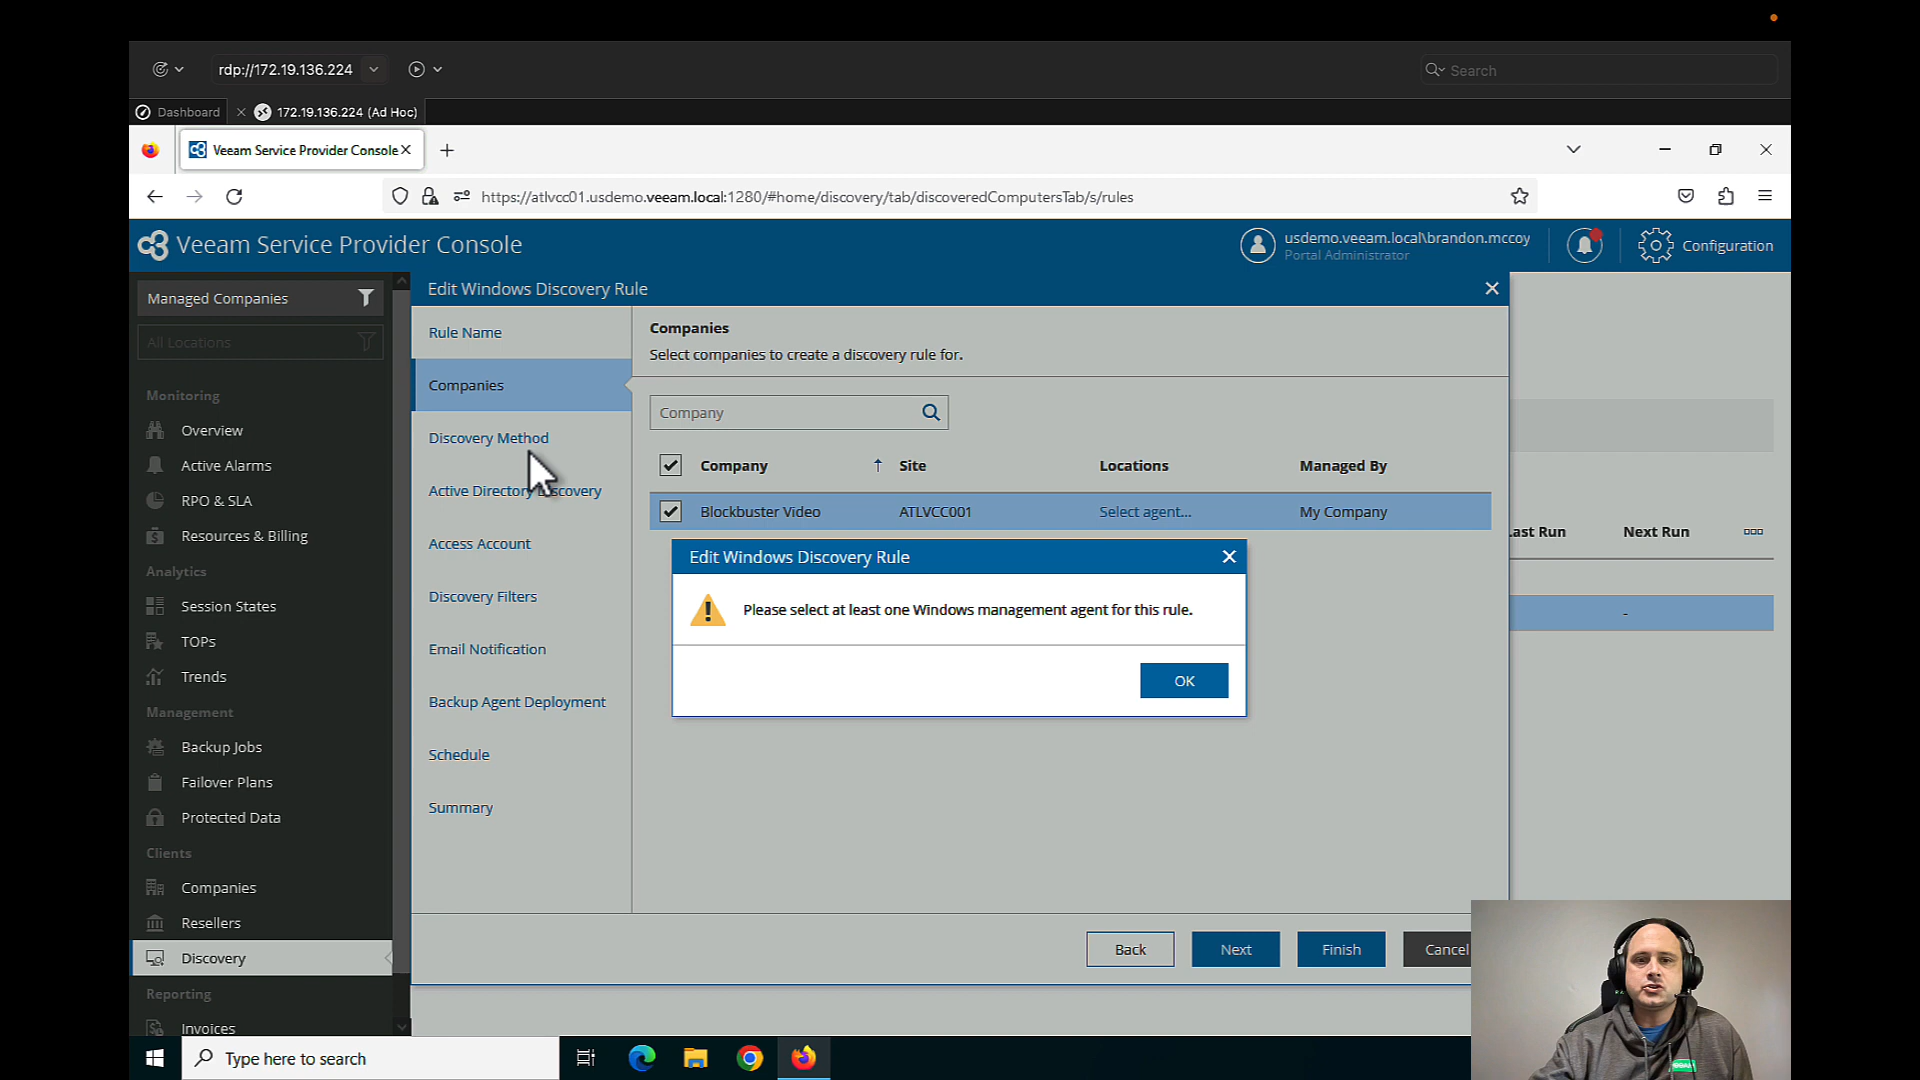 rdp://172.19.136.224
Search
Dashboard
172.19.136.224 (Ad Hoc)
Veeam Service Provider Console
https://atlvcc01.usdemo.veeam.local:1280/#home/discovery/tab/discoveredComputersTab/s/rules
Veeam Service Provider Console
usdemo.veeam.local\brandon.mccoy
Portal Administrator
Configuration
Managed Companies
All Locations
Monitoring
Overview
Active Alarms
RPO & SLA
Resources & Billing
Analytics
Session States
TOPs
Trends
Management
Backup Jobs
Failover Plans
Protected Data
Clients
Companies
Resellers
Discovery
Reporting
Invoices
Edit Windows Discovery Rule
Rule Name
Companies
Discovery Method
Active Directory Discovery
Access Account
Discovery Filters
Email Notification
Backup Agent Deployment
Schedule
Summary
Companies
Select companies to create a discovery rule for.
Company
Company Site Locations Managed By
Blockbuster Video ATLVCC001 Select agent... My Company
Edit Windows Discovery Rule
Please select at least one Windows management agent for this rule.
OK
Last Run Next Run
-
Back Next Finish Cancel
Type here to search